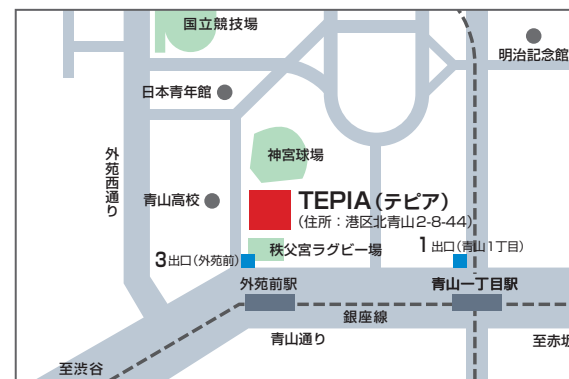 国立競技場
明治記念館
日本青年館
外苑西通り
神宮球場
青山高校
TEPIA(テピア)
(住所:港区北青山2-8-44)
秩父宮ラグビー場
3出口(外苑前)
1出口(青山1丁目)
外苑前駅
青山一丁目駅
銀座線
青山通り
至赤坂
至渋谷